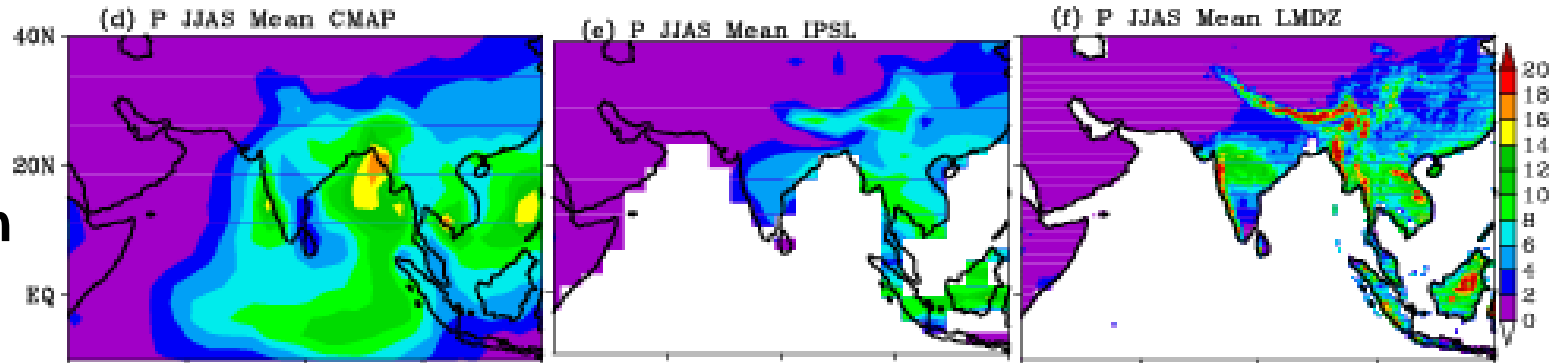 (d) P JJAS Mean CMAP
(e) P JJAS Mean IPSL
(f) P JJAS Mean LMDZ
40N
20N
EQ
n
20
18
16
14
12
10
8
6
4
2
0